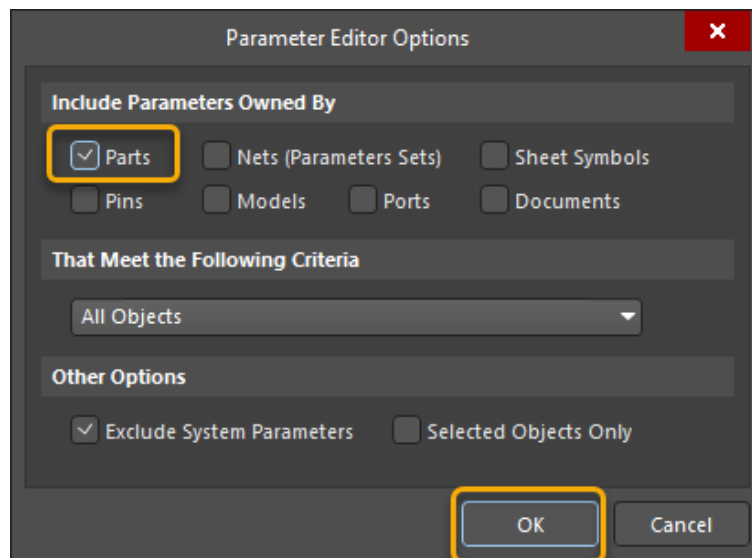 Parameter Editor Options
Include Parameters Owned By
Parts Nets (Parameters Sets) Sheet Symbols
Pins Models Ports Documents
That Meet the Following Criteria
All Objects
Other Options
Exclude System Parameters Selected Objects Only
OK Cancel